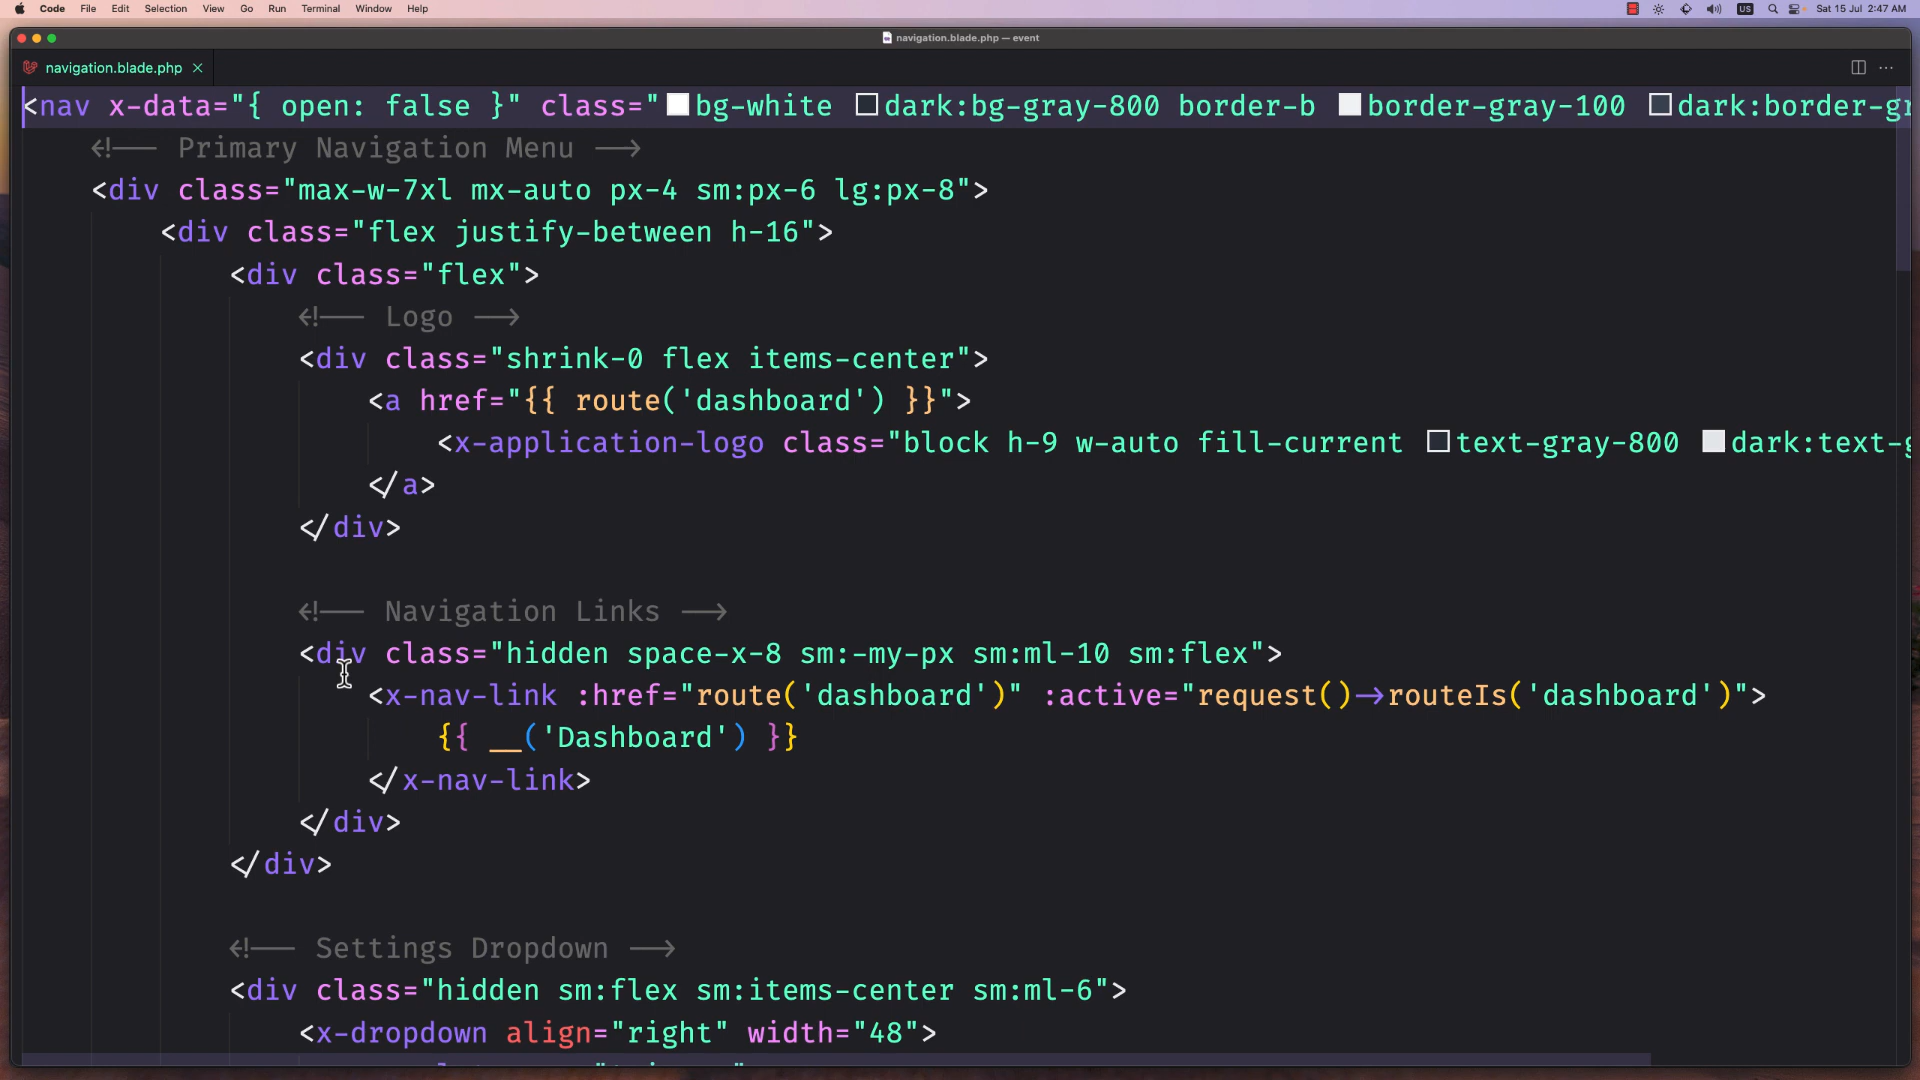 Code File Edit Selection View Go Run Terminal Window Help US Sat 15 Jul 2:47 AM
navigation.blade.php — event
navigation.blade.php
<nav x-data="{ open: false }" class="bg-white dark:bg-gray-800 border-b border-gray-100 dark:border-gr
<!-- Primary Navigation Menu -->
<div class="max-w-7xl mx-auto px-4 sm:px-6 lg:px-8">
<div class="flex justify-between h-16">
<div class="flex">
<!-- Logo -->
<div class="shrink-0 flex items-center">
<a href="{{ route('dashboard') }}">
<x-application-logo class="block h-9 w-auto fill-current text-gray-800 dark:text-g
</a>
</div>
<!-- Navigation Links -->
<div class="hidden space-x-8 sm:-my-px sm:ml-10 sm:flex">
<x-nav-link :href="route('dashboard')" :active="request()->routeIs('dashboard')">
{{ __('Dashboard') }}
</x-nav-link>
</div>
</div>
<!-- Settings Dropdown -->
<div class="hidden sm:flex sm:items-center sm:ml-6">
<x-dropdown align="right" width="48">